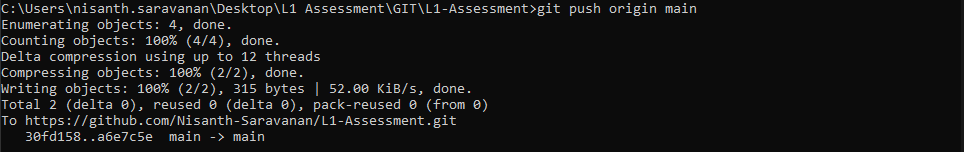 C:\Users\nisanth.saravanan\Desktop\L1 Assessment\GIT\L1-Assessment>git push origin main
Enumerating objects: 4, done.
Counting objects: 100% (4/4), done.
Delta compression using up to 12 threads
Compressing objects: 100% (2/2), done.
Writing objects: 100% (2/2), 315 bytes | 52.00 KiB/s, done.
Total 2 (delta 0), reused 0 (delta 0), pack-reused 0 (from 0)
To https://github.com/Nisanth-Saravanan/L1-Assessment.git
   30fd158..a6e7c5e  main -> main